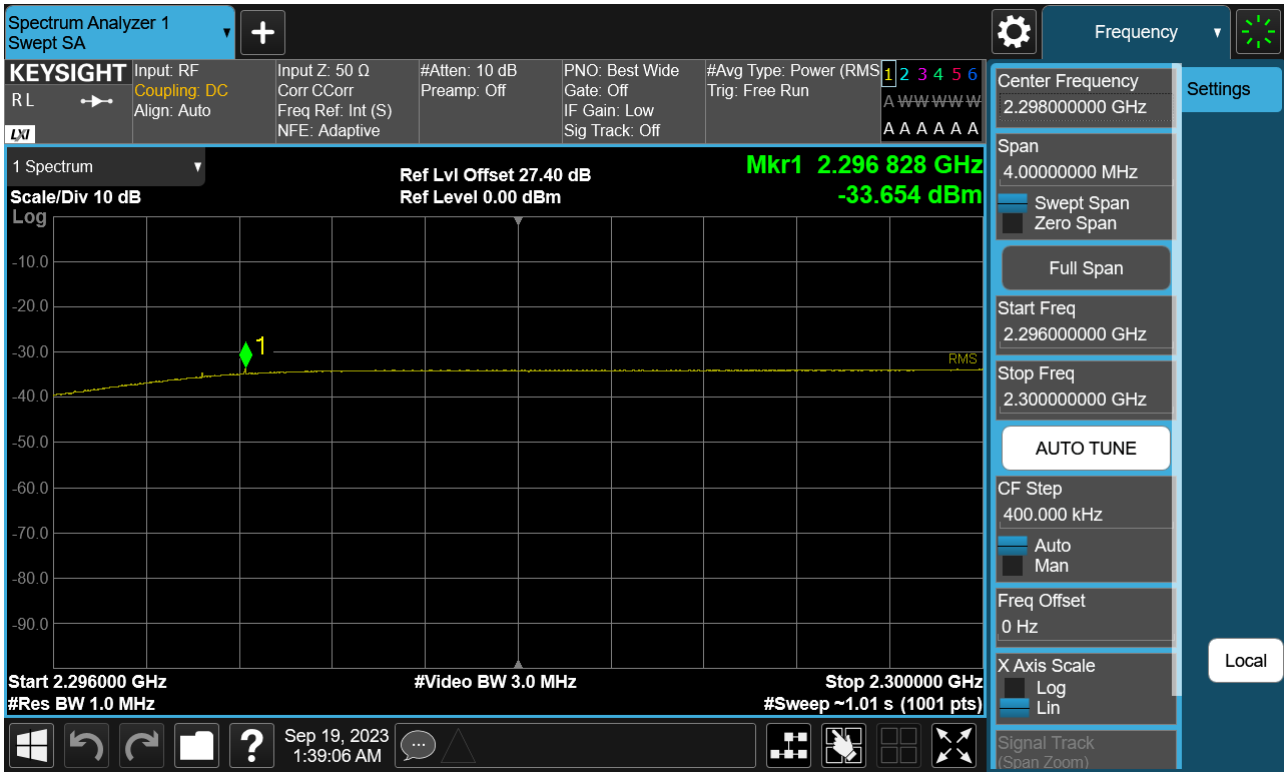 Spectrum Analyzer 1
Swept SA
Frequency
KEYSIGHT
R L
LXI
Input: RF
Coupling: DC
Align: Auto
Input Z: 50 Ω
Corr CCorr
Freq Ref: Int (S)
NFE: Adaptive
#Atten: 10 dB
Preamp: Off
PNO: Best Wide
Gate: Off
IF Gain: Low
Sig Track: Off
#Avg Type: Power (RMS
Trig: Free Run
1 2 3 4 5 6
A W W W W W
A A A A A A
1 Spectrum
Scale/Div 10 dB
Log
Ref Lvl Offset 27.40 dB
Ref Level 0.00 dBm
Mkr1 2.296 828 GHz
-33.654 dBm
-10.0
-20.0
-30.0
-40.0
-50.0
-60.0
-70.0
-80.0
-90.0
1
RMS
Start 2.296000 GHz
#Res BW 1.0 MHz
#Video BW 3.0 MHz
Stop 2.300000 GHz
#Sweep ~1.01 s (1001 pts)
Center Frequency
2.298000000 GHz
Span
4.00000000 MHz
Swept Span
Zero Span
Full Span
Start Freq
2.296000000 GHz
Stop Freq
2.300000000 GHz
AUTO TUNE
CF Step
400.000 kHz
Auto
Man
Freq Offset
0 Hz
X Axis Scale
Log
Lin
Signal Track
(Span Zoom)
Settings
Local
?
Sep 19, 2023
1:39:06 AM